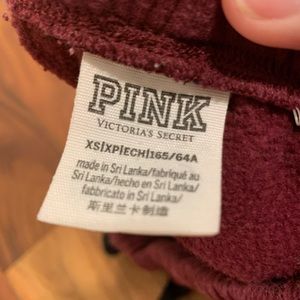 PINK
VICTORIA'S SECRET
XS|XP|ECH|165/64A
made in Sri Lanka/fabriqué au
Sri Lanka/hecho en Sri Lanka/
fabbricato in Sri Lanka
斯里兰卡制造